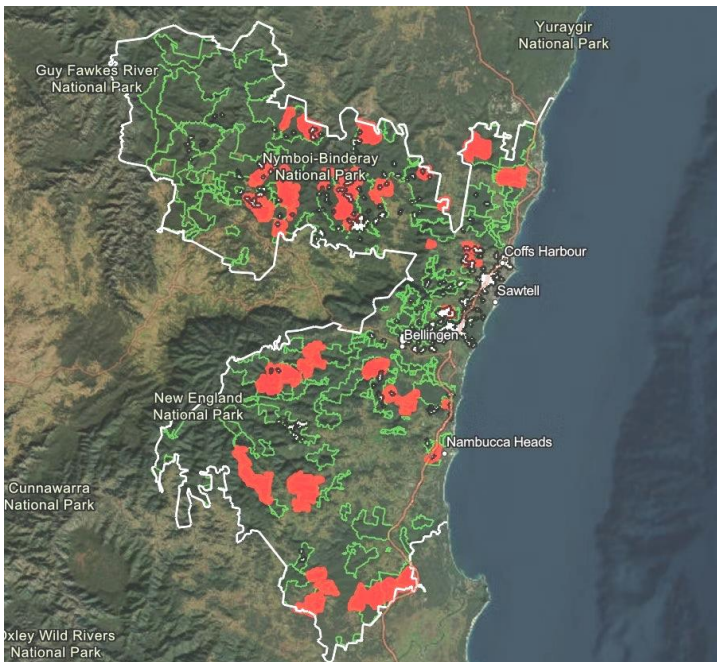 Yuraygir
National Park
Guy Fawkes River
National Park
Nymboi-Binderay
National Park
Coffs Harbour
Sawtell
Bellingen
New England
National Park
Nambucca Heads
Cunnawarra
National Park
Oxley Wild Rivers
National Park